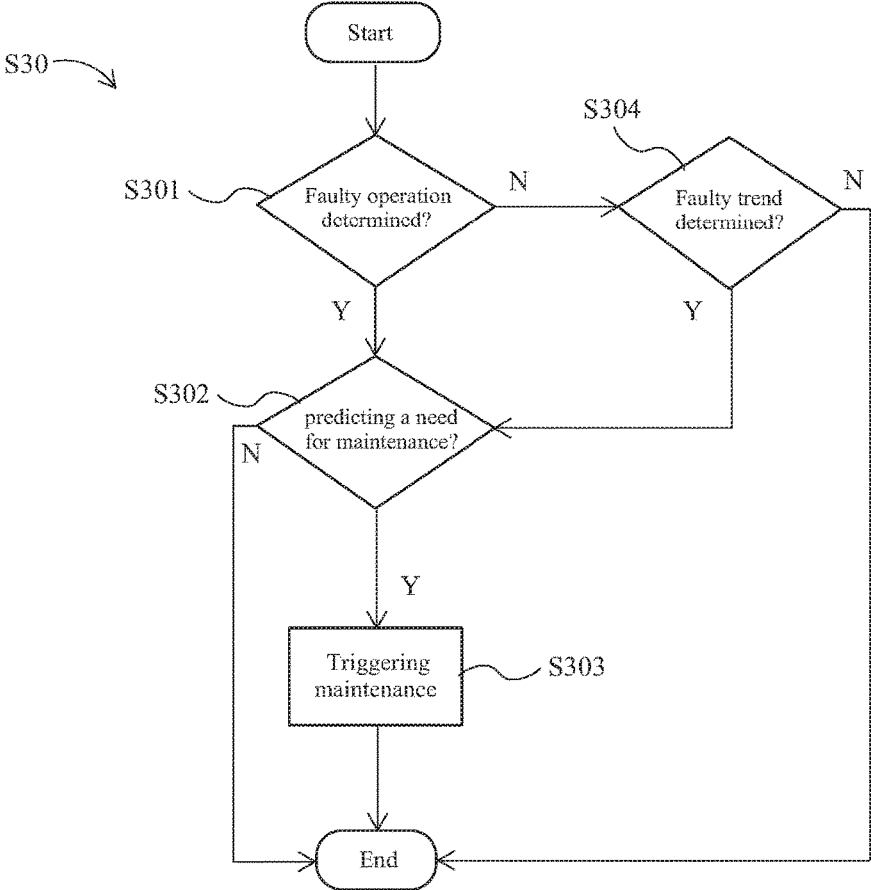 Start
S30
S304
S301
Faulty operation
determined?
N
Faulty trend
determined?
N
Y
Y
S302
predicting a need
for maintenance?
N
Y
Triggering
maintenance
S303
End